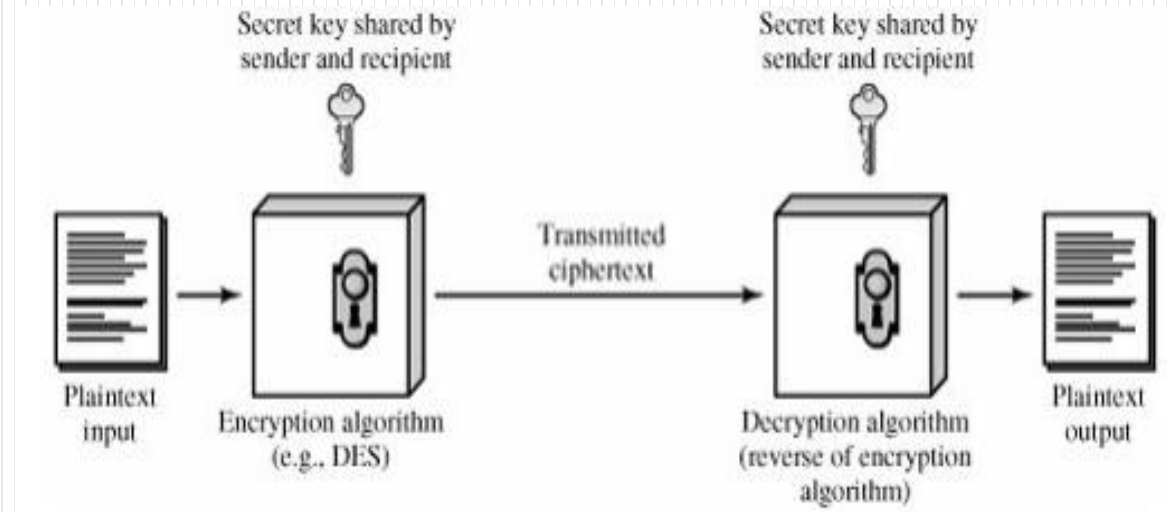 Secret key shared by
sender and recipient
Secret key shared by
sender and recipient
Transmitted
ciphertext
Plaintext
input
Encryption algorithm
(e.g., DES)
Decryption algorithm
(reverse of encryption
algorithm)
Plaintext
output